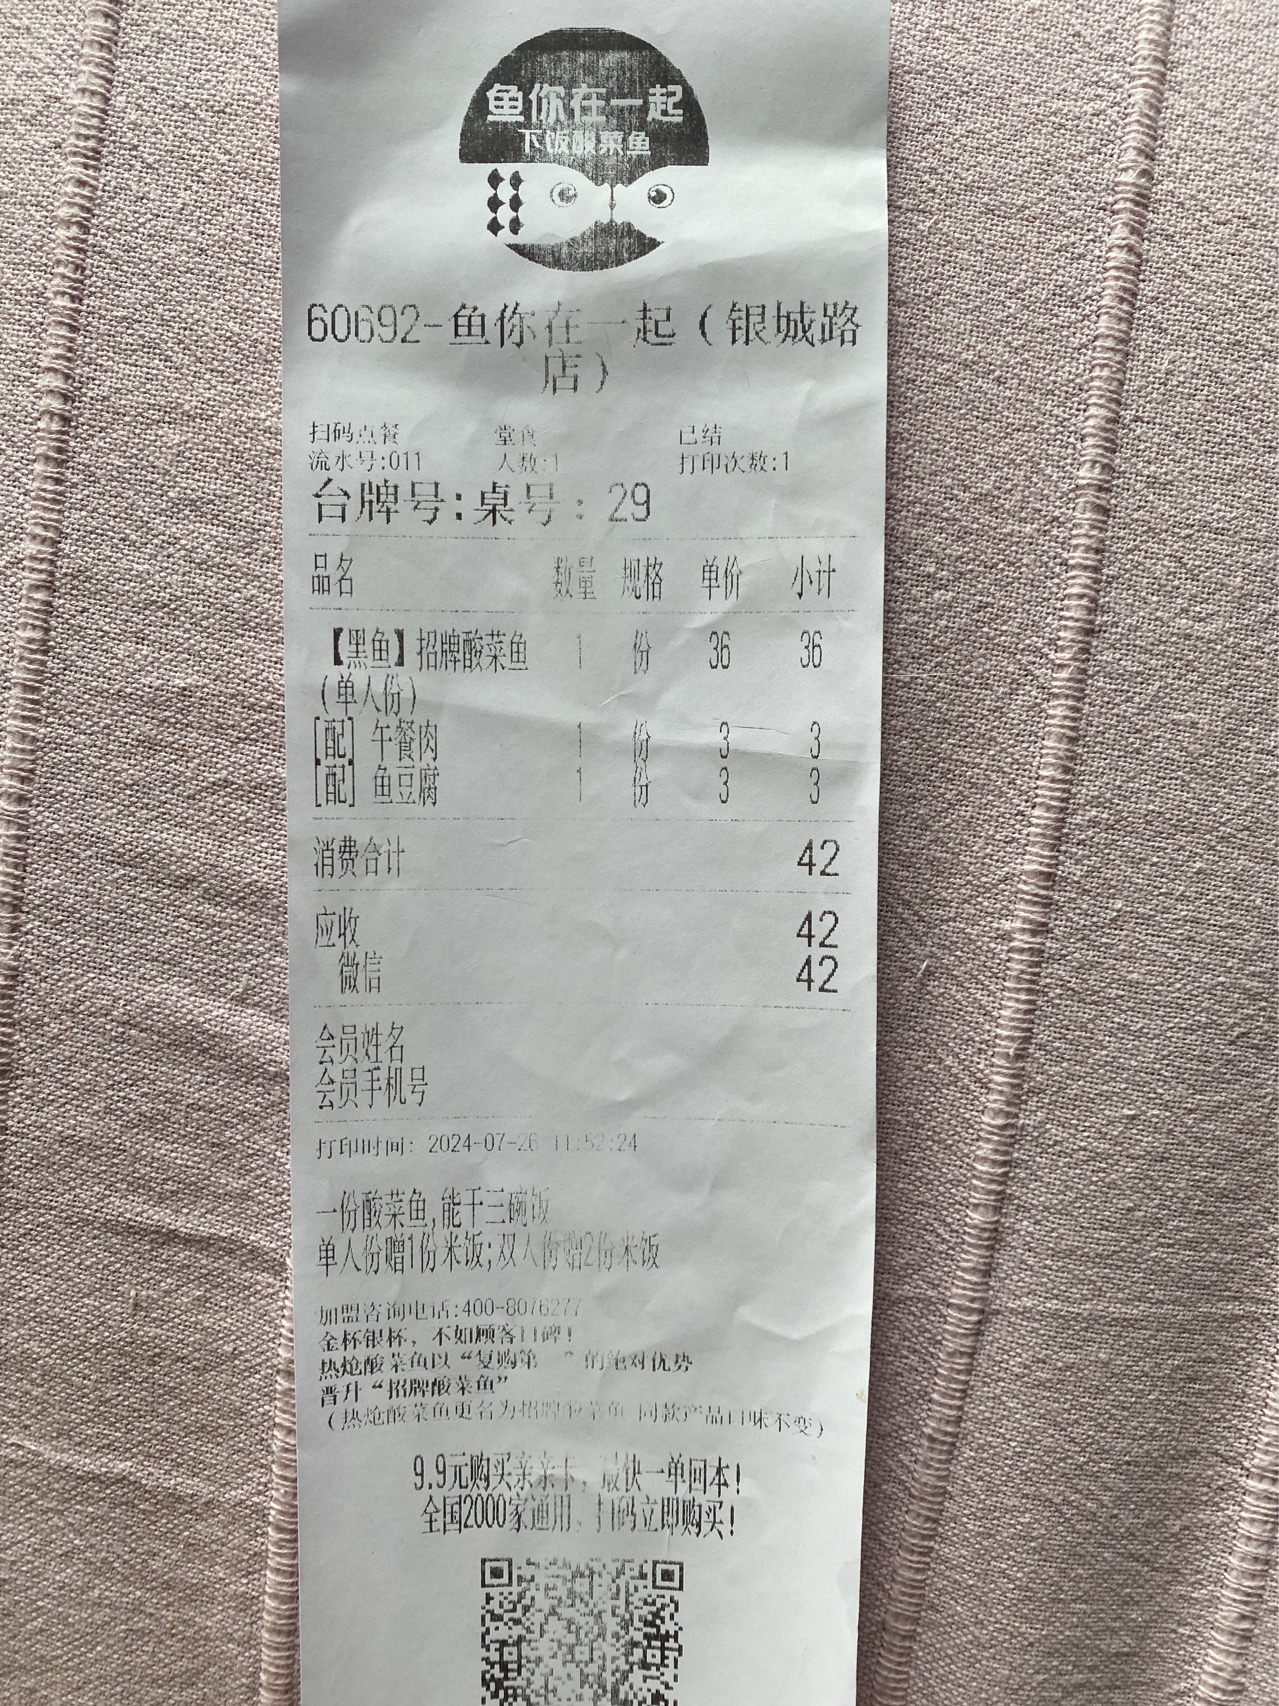 鱼你在一起
下饭酸菜鱼
60692-鱼你在一起(银城路
店)
扫码点餐 堂食 已结
流水号:011 人数:1 打印次数:1
台牌号:桌号:29
品名 数量 规格 单价 小计
【黑鱼】招牌酸菜鱼 1 份 36 36
(单人份)
[配] 午餐肉 1 份 3 3
[配] 鱼豆腐 1 份 3 3
消费合计 42
应收 42
微信 42
会员姓名
会员手机号
打印时间: 2024-07-26 11:52:24
一份酸菜鱼,能干三碗饭
单人份赠1份米饭;双人份赠2份米饭
加盟咨询电话:400-8076277
金杯银杯,不如顾客口碑!
热炝酸菜鱼以“复购第一”的绝对优势
晋升“招牌酸菜鱼”
(热炝酸菜鱼更名为招牌酸菜鱼 同款产品口味不变)
9.9元购买亲亲卡,最快一单回本!
全国2000家通用,扫码立即购买!